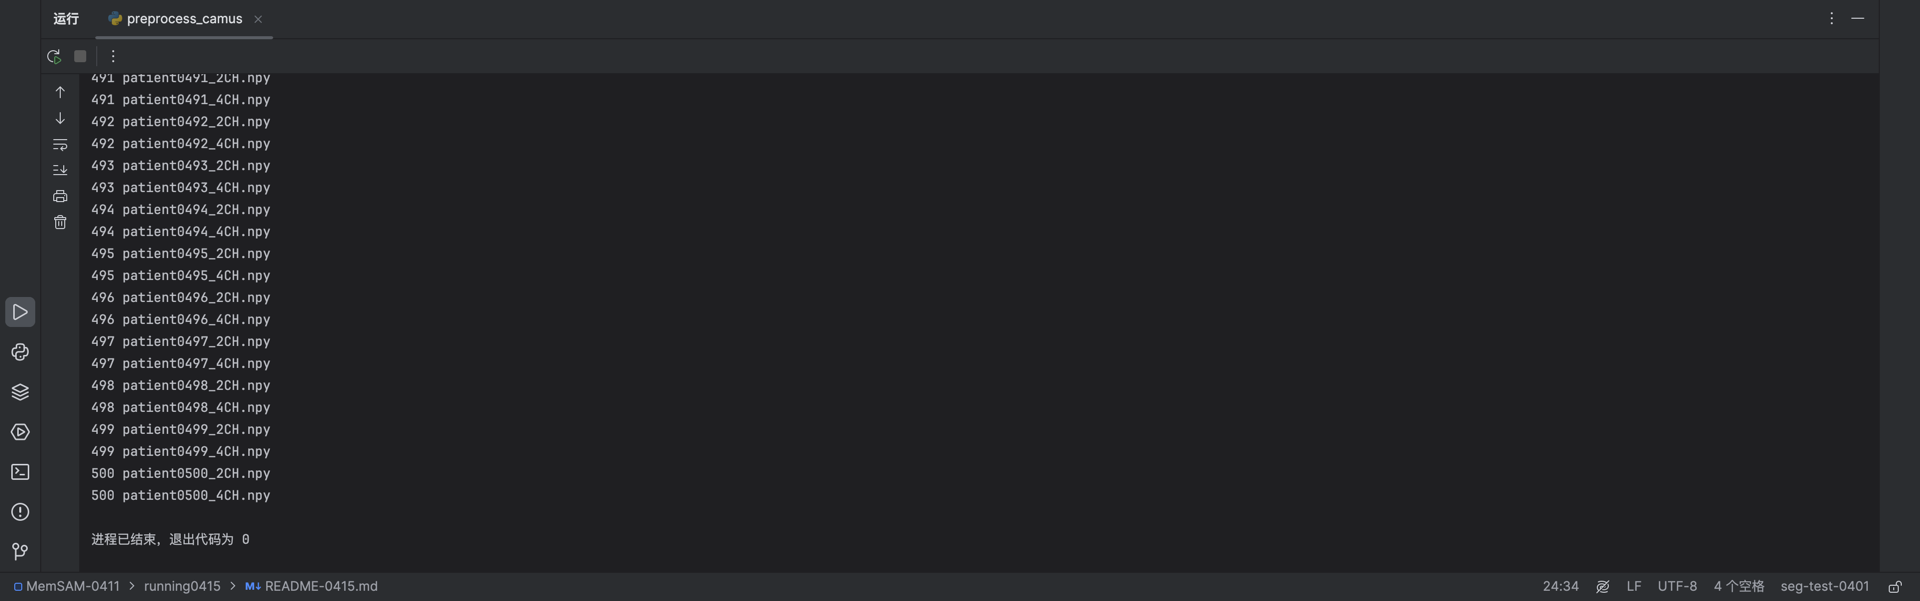 运行 preprocess_camus
491 patient0491_2CH.npy
491 patient0491_4CH.npy
492 patient0492_2CH.npy
492 patient0492_4CH.npy
493 patient0493_2CH.npy
493 patient0493_4CH.npy
494 patient0494_2CH.npy
494 patient0494_4CH.npy
495 patient0495_2CH.npy
495 patient0495_4CH.npy
496 patient0496_2CH.npy
496 patient0496_4CH.npy
497 patient0497_2CH.npy
497 patient0497_4CH.npy
498 patient0498_2CH.npy
498 patient0498_4CH.npy
499 patient0499_2CH.npy
499 patient0499_4CH.npy
500 patient0500_2CH.npy
500 patient0500_4CH.npy
进程已结束，退出代码为 0
MemSAM-0411 > running0415 > M↓ README-0415.md 24:34 LF UTF-8 4 个空格 seg-test-0401